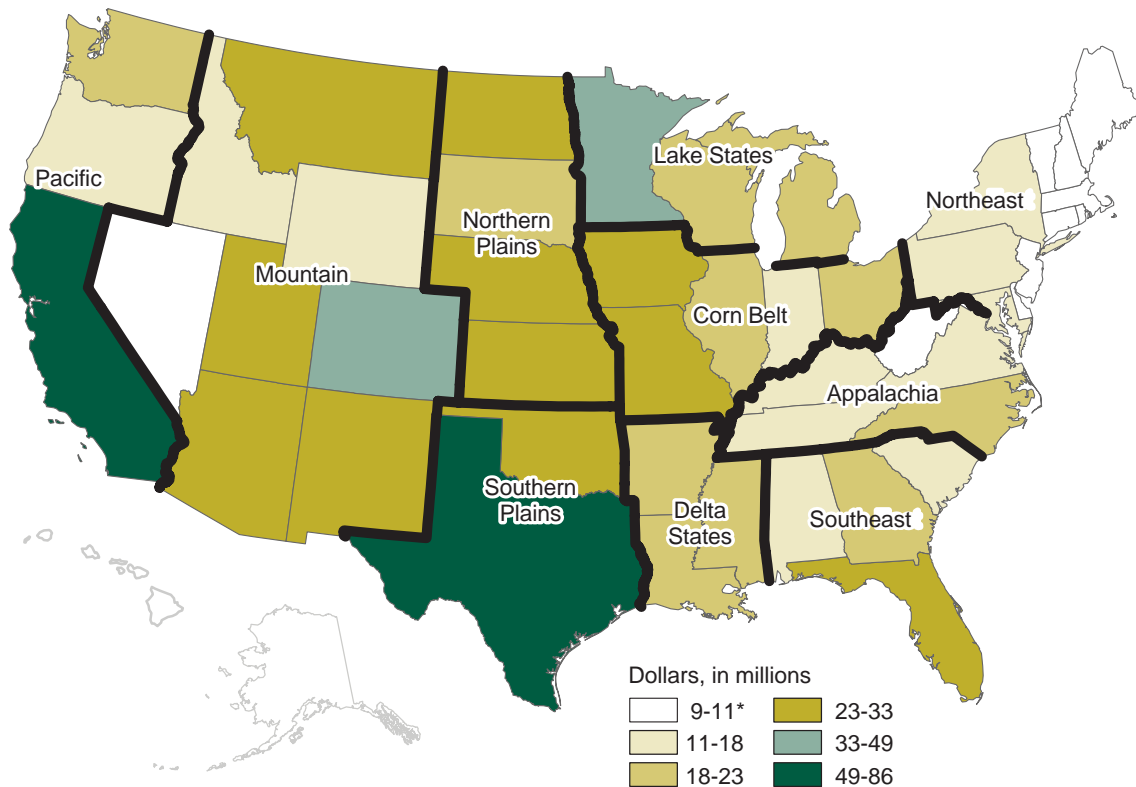 Lake States
Pacific
Northeast
Northern
Plains
Mountain
Corn Belt
Appalachia
Southern
Plains
Delta
States
Southeast
Dollars, in millions
9-11*
23-33
11-18
33-49
18-23
49-86